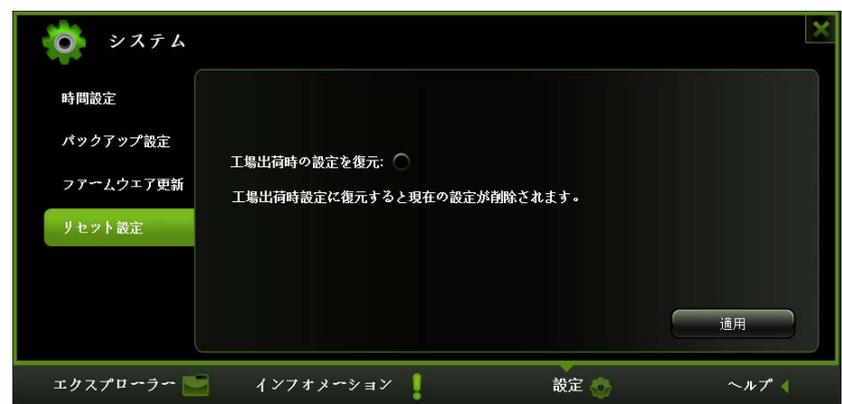 システム
時間設定
バックアップ設定
ファームウエア更新
リセット設定
工場出荷時の設定を復元:
工場出荷時設定に復元すると現在の設定が削除されます。
適用
エクスプローラー
インフォメーション
設定
ヘルプ